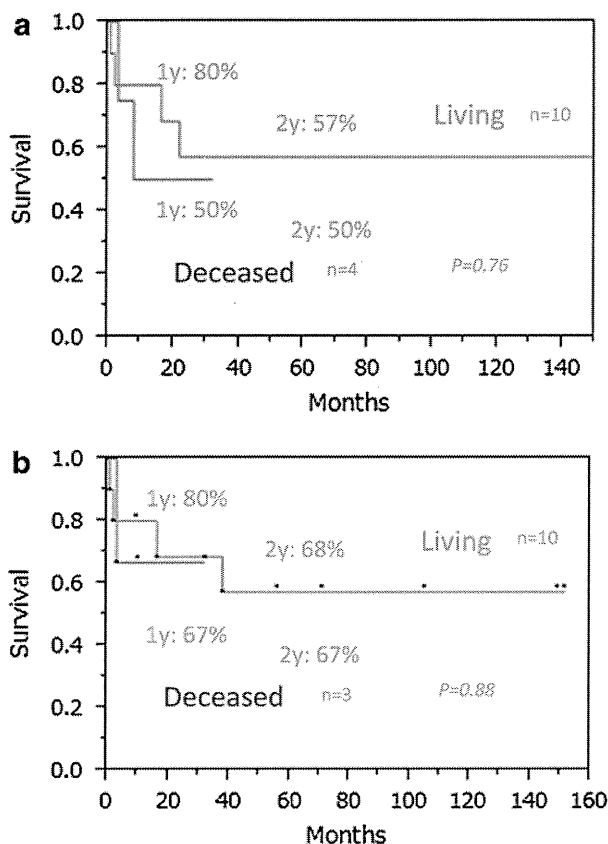 a
1.0
1y: 80%
0.8
2y: 57%
Living n=10
0.6
Survival
0.4
1y: 50%
2y: 50%
0.2
Deceased n=4 P=0.76
0.0
0 20 40 60 80 100 120 140
Months
b
1.0
1y: 80%
0.8
2y: 68%
Living n=10
0.6
Survival
0.4
1y: 67%
2y: 67%
0.2
Deceased n=3 P=0.88
0.0
0 20 40 60 80 100 120 140 160
Months